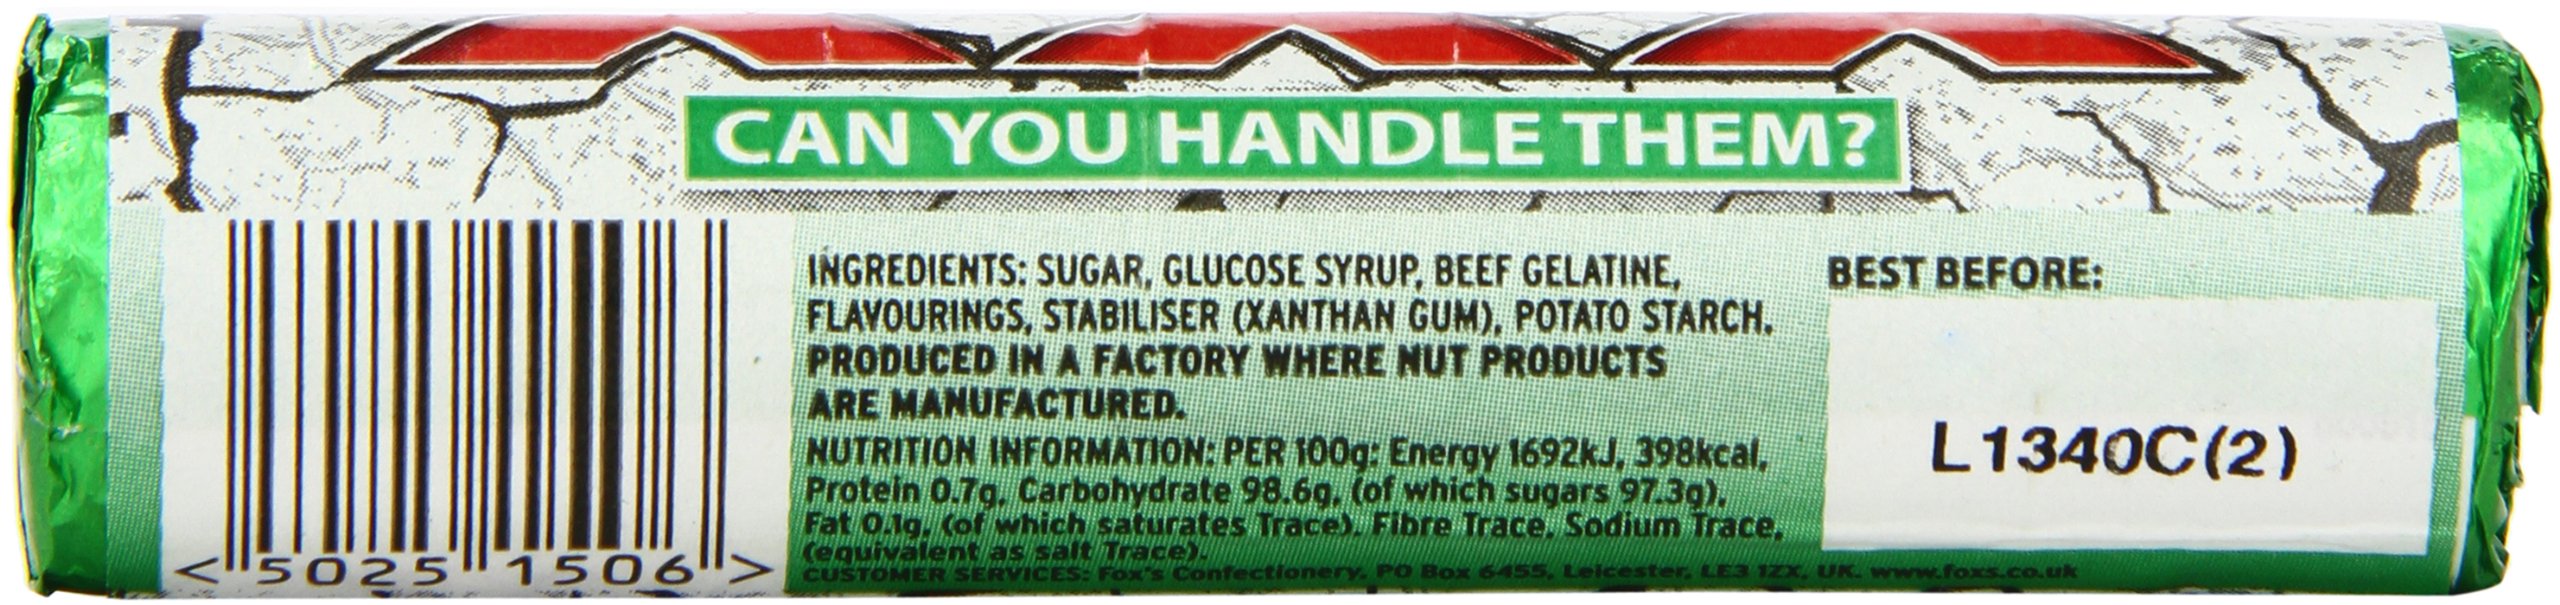 XXX
CAN YOU HANDLE THEM?
INGREDIENTS: SUGAR, GLUCOSE SYRUP, BEEF GELATINE,
FLAVOURINGS, STABILISER (XANTHAN GUM), POTATO STARCH.
PRODUCED IN A FACTORY WHERE NUT PRODUCTS
ARE MANUFACTURED.
NUTRITION INFORMATION: PER 100g: Energy 1692kJ, 398kcal,
Protein 0.7g, Carbohydrate 98.6g, (of which sugars 97.3g),
Fat 0.1g, (of which saturates Trace), Fibre Trace, Sodium Trace,
(equivalent as salt Trace).
CUSTOMER SERVICES: Fox's Confectionery, PO Box 6455, Leicester, LE3 1ZX, UK. www.foxs.co.uk
BEST BEFORE:
L1340C(2)
<5025 1506>